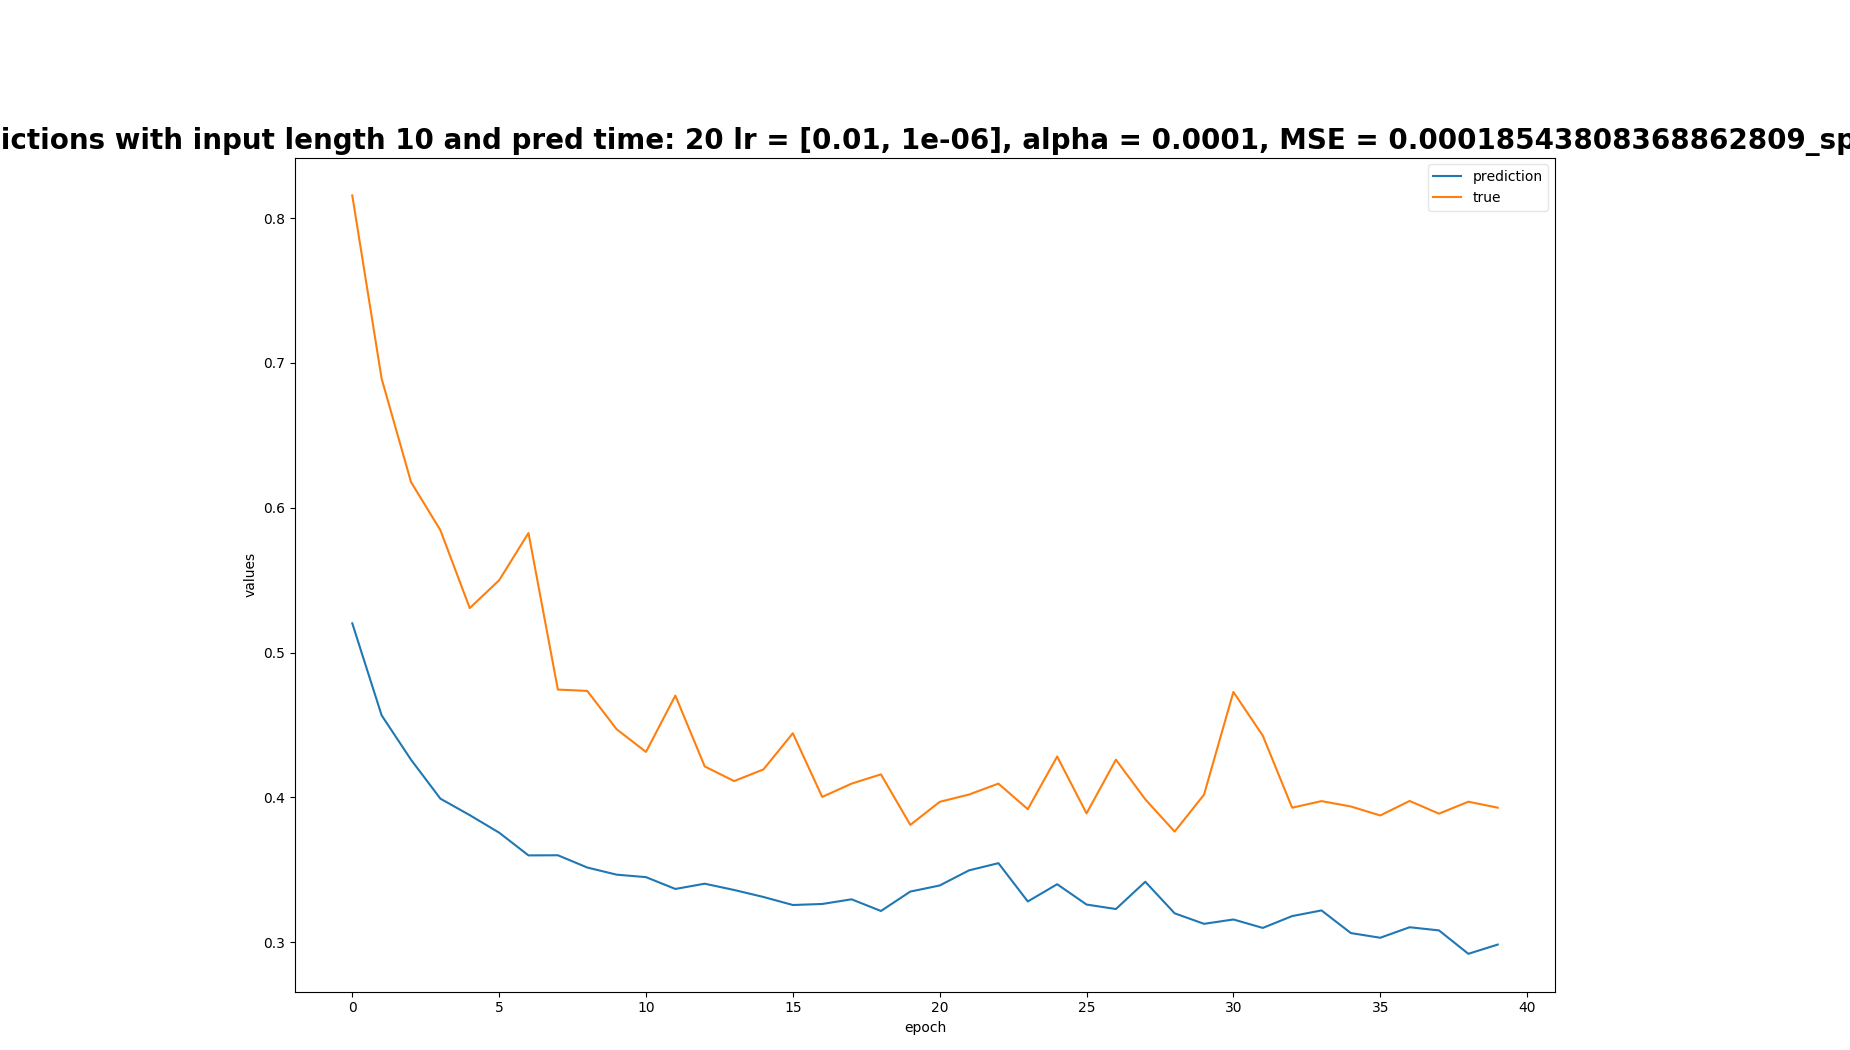 ictions with input length 10 and pred time: 20 lr = [0.01, 1e-06], alpha = 0.0001, MSE = 0.00018543808368862809_sp
prediction
true
0.8
0.7
0.6
0.5
0.4
0.3
values
0 5 10 15 20 25 30 35 40
epoch